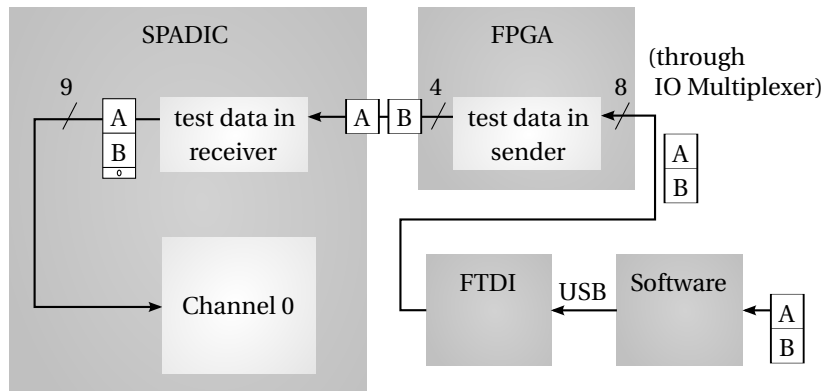 SPADIC
FPGA
(through
IO Multiplexer)
9
4
8
A
B
0
test data in
receiver
A
B
test data in
sender
A
B
Channel 0
FTDI
USB
Software
A
B